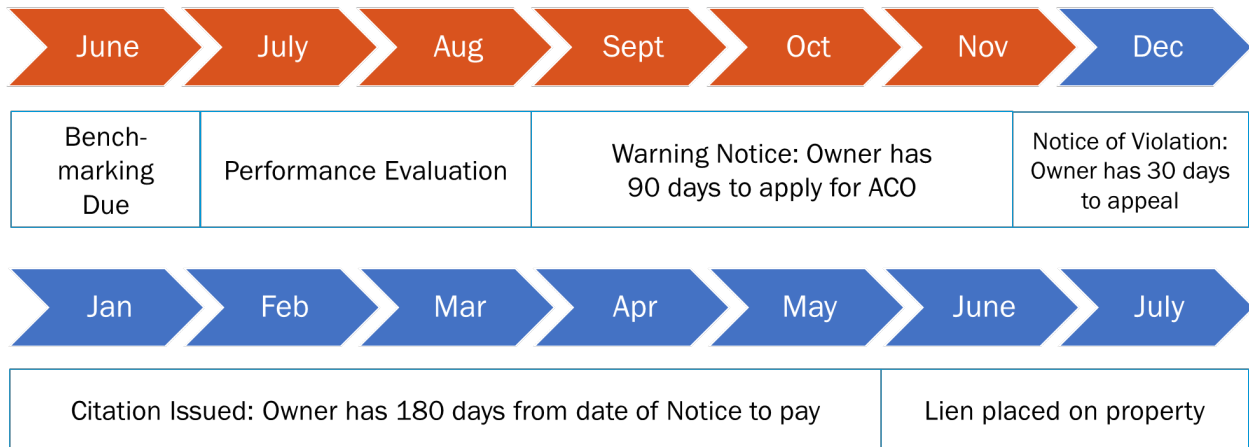 June July Aug Sept Oct Nov Dec
Bench-
marking
Due
Performance Evaluation
Warning Notice: Owner has
90 days to apply for ACO
Notice of Violation:
Owner has 30 days
to appeal
Jan Feb Mar Apr May June July
Citation Issued: Owner has 180 days from date of Notice to pay
Lien placed on property